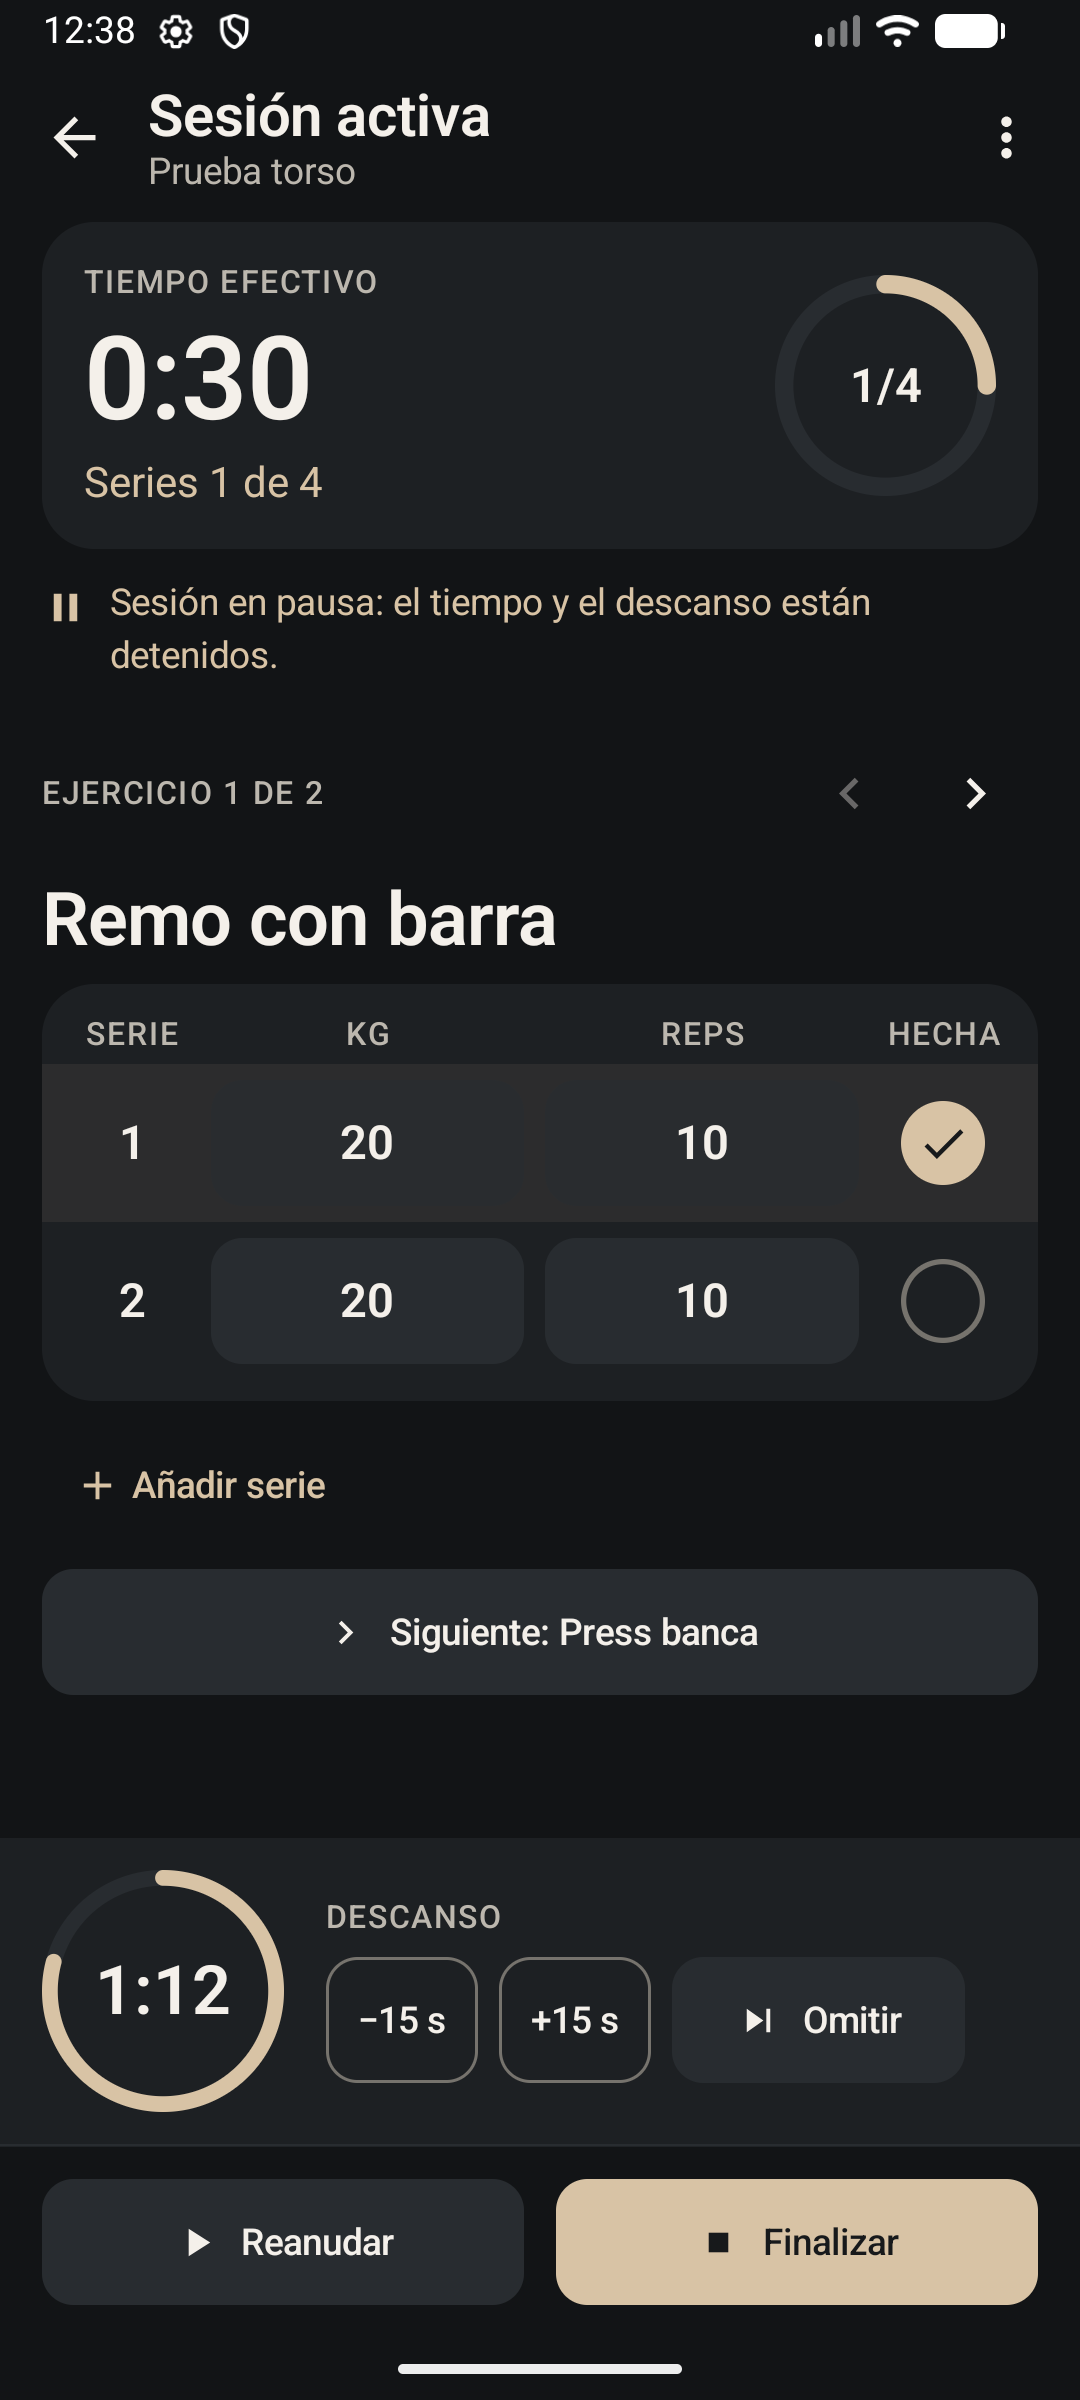 12:38
Sesión activa
Prueba torso
TIEMPO EFECTIVO
0:30
Series 1 de 4
1/4
Sesión en pausa: el tiempo y el descanso están
detenidos.
EJERCICIO 1 DE 2
Remo con barra
SERIE KG REPS HECHA
1 20 10
2 20 10
+ Añadir serie
Siguiente: Press banca
1:12
DESCANSO
−15 s +15 s Omitir
Reanudar Finalizar